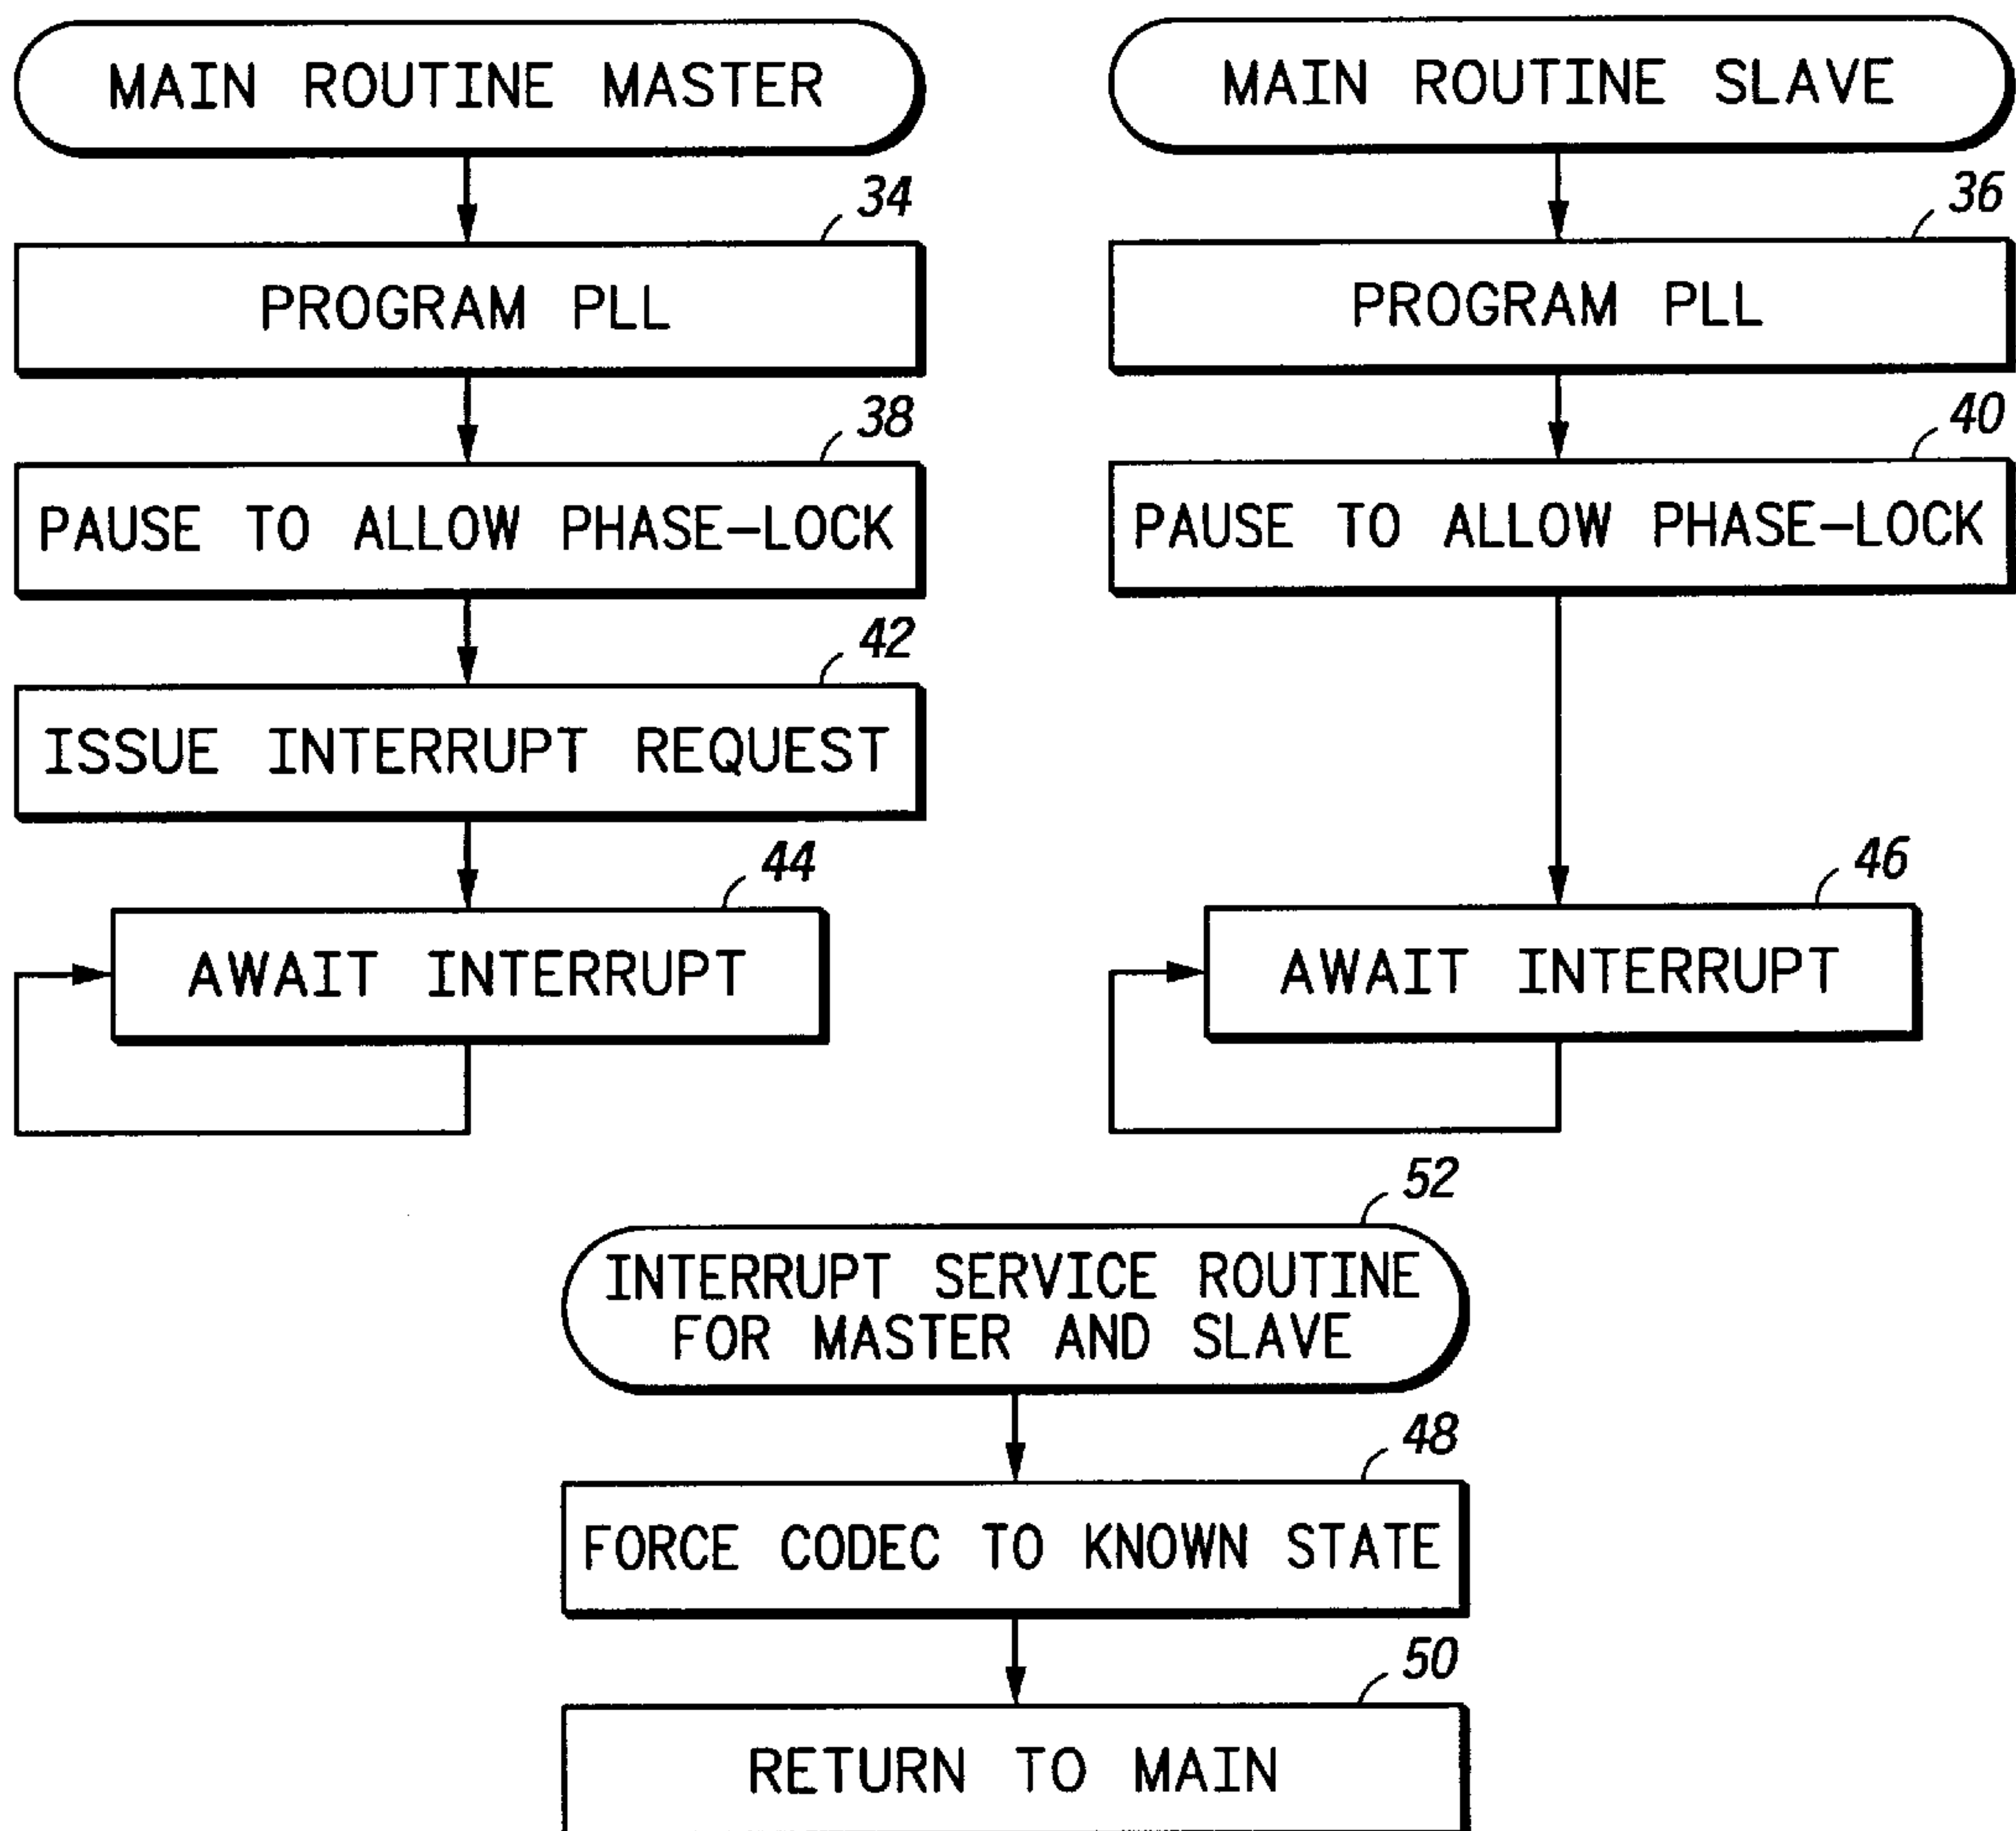 MAIN ROUTINE MASTER
34
PROGRAM PLL
38
PAUSE TO ALLOW PHASE-LOCK
42
ISSUE INTERRUPT REQUEST
44
AWAIT INTERRUPT
MAIN ROUTINE SLAVE
36
PROGRAM PLL
40
PAUSE TO ALLOW PHASE-LOCK
46
AWAIT INTERRUPT
52
INTERRUPT SERVICE ROUTINE
FOR MASTER AND SLAVE
48
FORCE CODEC TO KNOWN STATE
50
RETURN TO MAIN